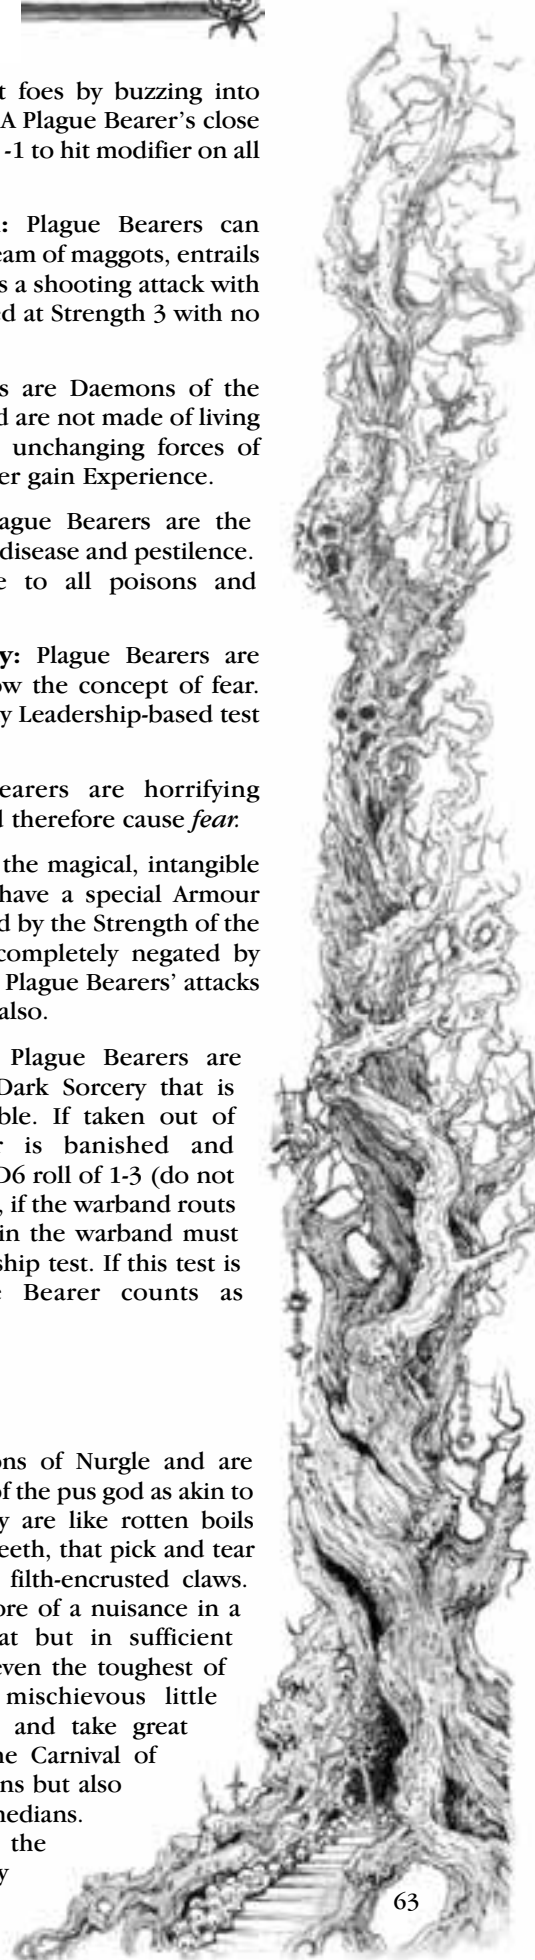 t foes by buzzing into
A Plague Bearer's close
-1 to hit modifier on all
: Plague Bearers can
eam of maggots, entrails
s a shooting attack with
ed at Strength 3 with no
s are Daemons of the
d are not made of living
unchanging forces of
er gain Experience.
ague Bearers are the
disease and pestilence.
e to all poisons and
y: Plague Bearers are
ow the concept of fear.
y Leadership-based test
earers are horrifying
d therefore cause fear.
the magical, intangible
have a special Armour
d by the Strength of the
completely negated by
Plague Bearers' attacks
also.
Plague Bearers are
Dark Sorcery that is
ble. If taken out of
r is banished and
D6 roll of 1-3 (do not
, if the warband routs
in the warband must
ship test. If this test is
e Bearer counts as
ons of Nurgle and are
of the pus god as akin to
y are like rotten boils
eeth, that pick and tear
filth-encrusted claws.
ore of a nuisance in a
at but in sufficient
even the toughest of
mischievous little
and take great
ne Carnival of
ns but also
nedians.
the
y
63